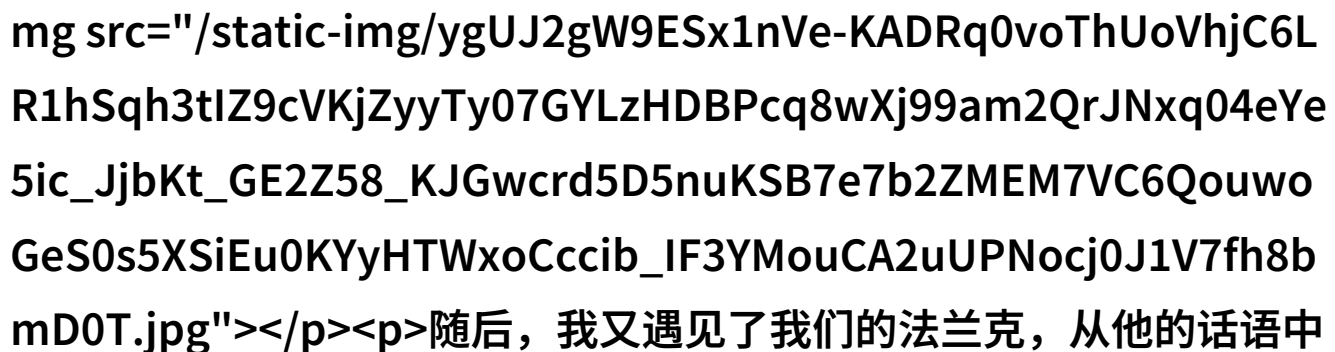 mg src="/static-img/ygUJ2gW9ESx1nVe-KADRq0voThUoVhjC6L
R1hSqh3tIZ9cVKjZyyTy07GYLzHDBPcq8wXj99am2QrJNxq04eYe
5ic_JjbKt_GE2Z58_KJGwcrd5D5nuKSB7e7b2ZMEM7VC6Qouwo
GeS0s5XSiEu0KYyHTWxoCccib_IF3YMouCA2uUPNocj0J1V7fh8b
mD0T.jpg"></p><p>随后，我又遇见了我们的法兰克，从他的话语中